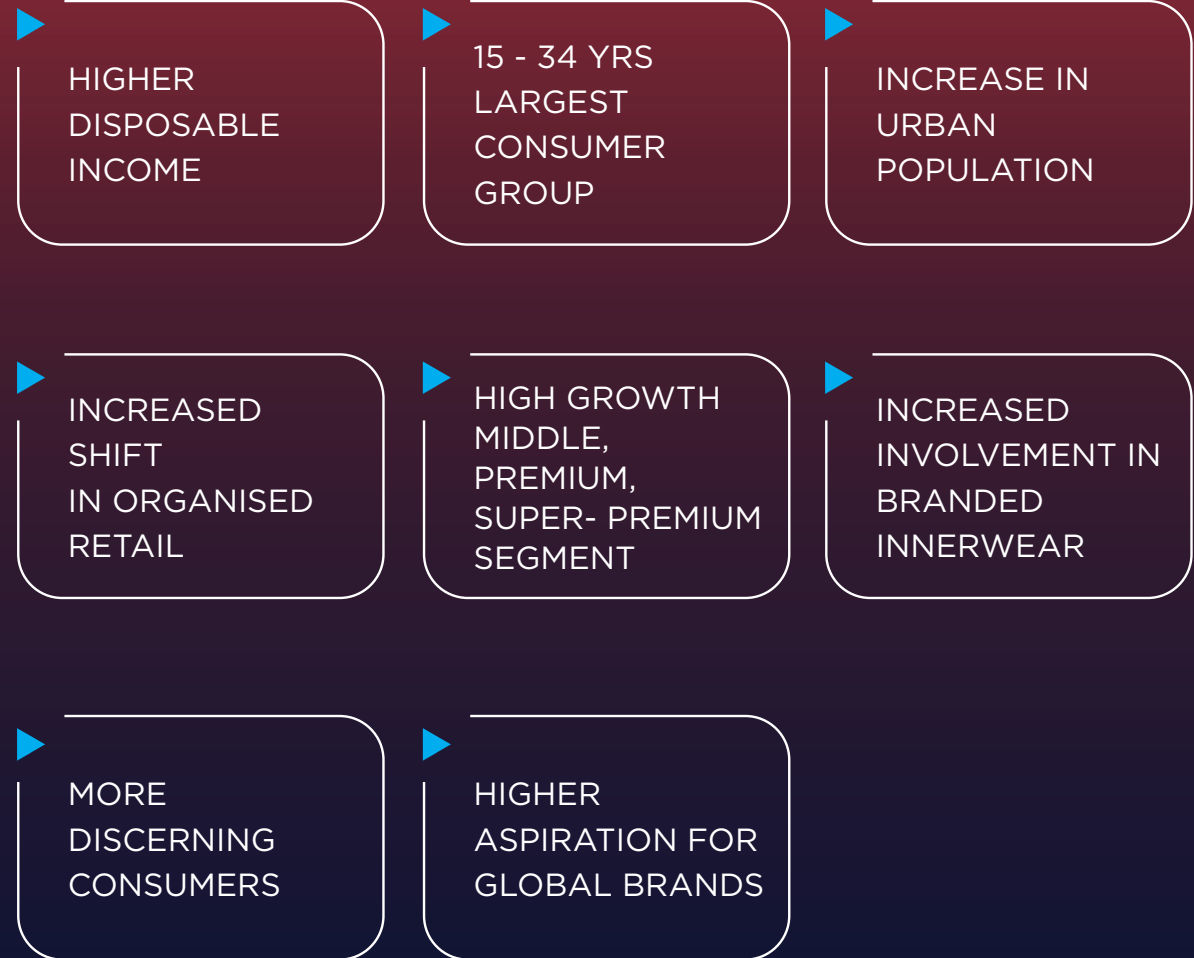 HIGHER
DISPOSABLE
INCOME
15 - 34 YRS
LARGEST
CONSUMER
GROUP
INCREASE IN
URBAN
POPULATION
INCREASED
SHIFT
IN ORGANISED
RETAIL
HIGH GROWTH
MIDDLE,
PREMIUM,
SUPER- PREMIUM
SEGMENT
INCREASED
INVOLVEMENT IN
BRANDED
INNERWEAR
MORE
DISCERNING
CONSUMERS
HIGHER
ASPIRATION FOR
GLOBAL BRANDS